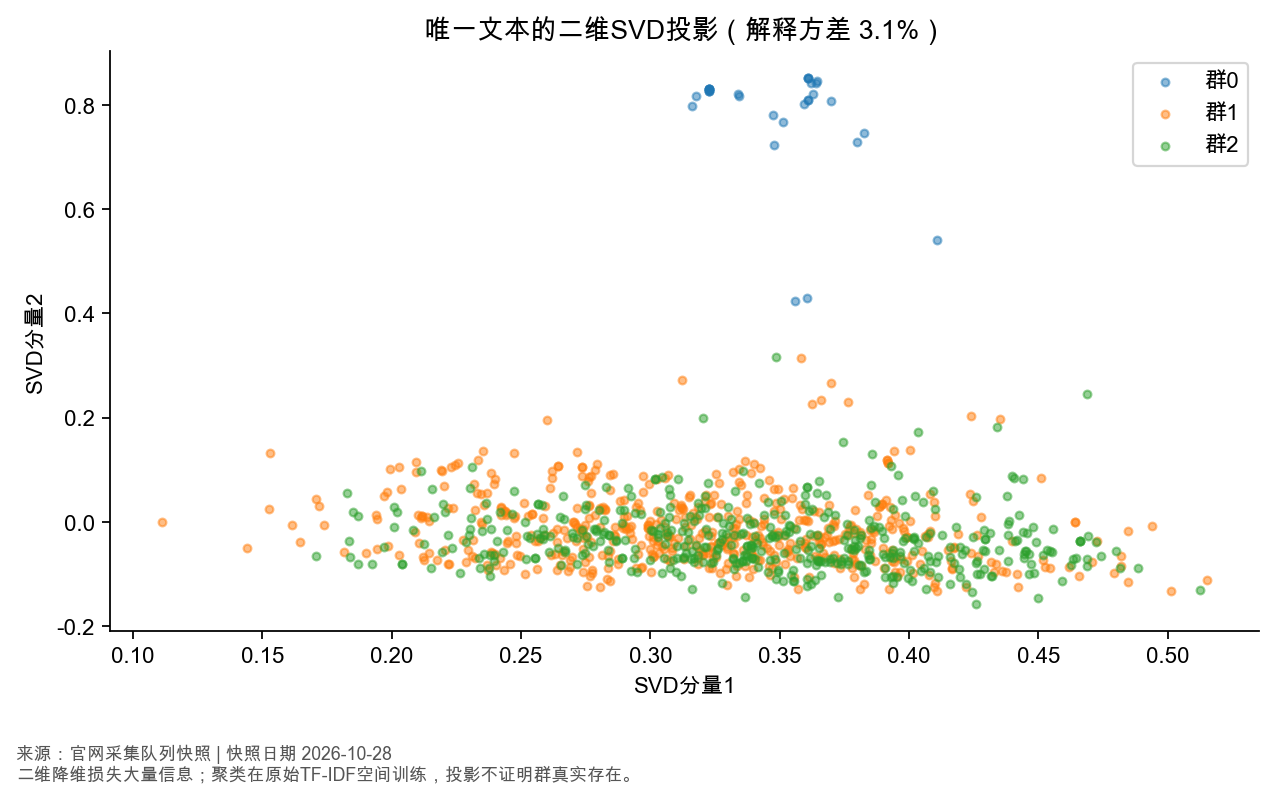 唯一文本的二维SVD投影（解释方差 3.1%）
群0
群1
群2
SVD分量2
0.8
0.6
0.4
0.2
0.0
-0.2
0.10 0.15 0.20 0.25 0.30 0.35 0.40 0.45 0.50
SVD分量1
来源：官网采集队列快照 | 快照日期 2026-10-28
二维降维损失大量信息；聚类在原始TF-IDF空间训练，投影不证明群真实存在。